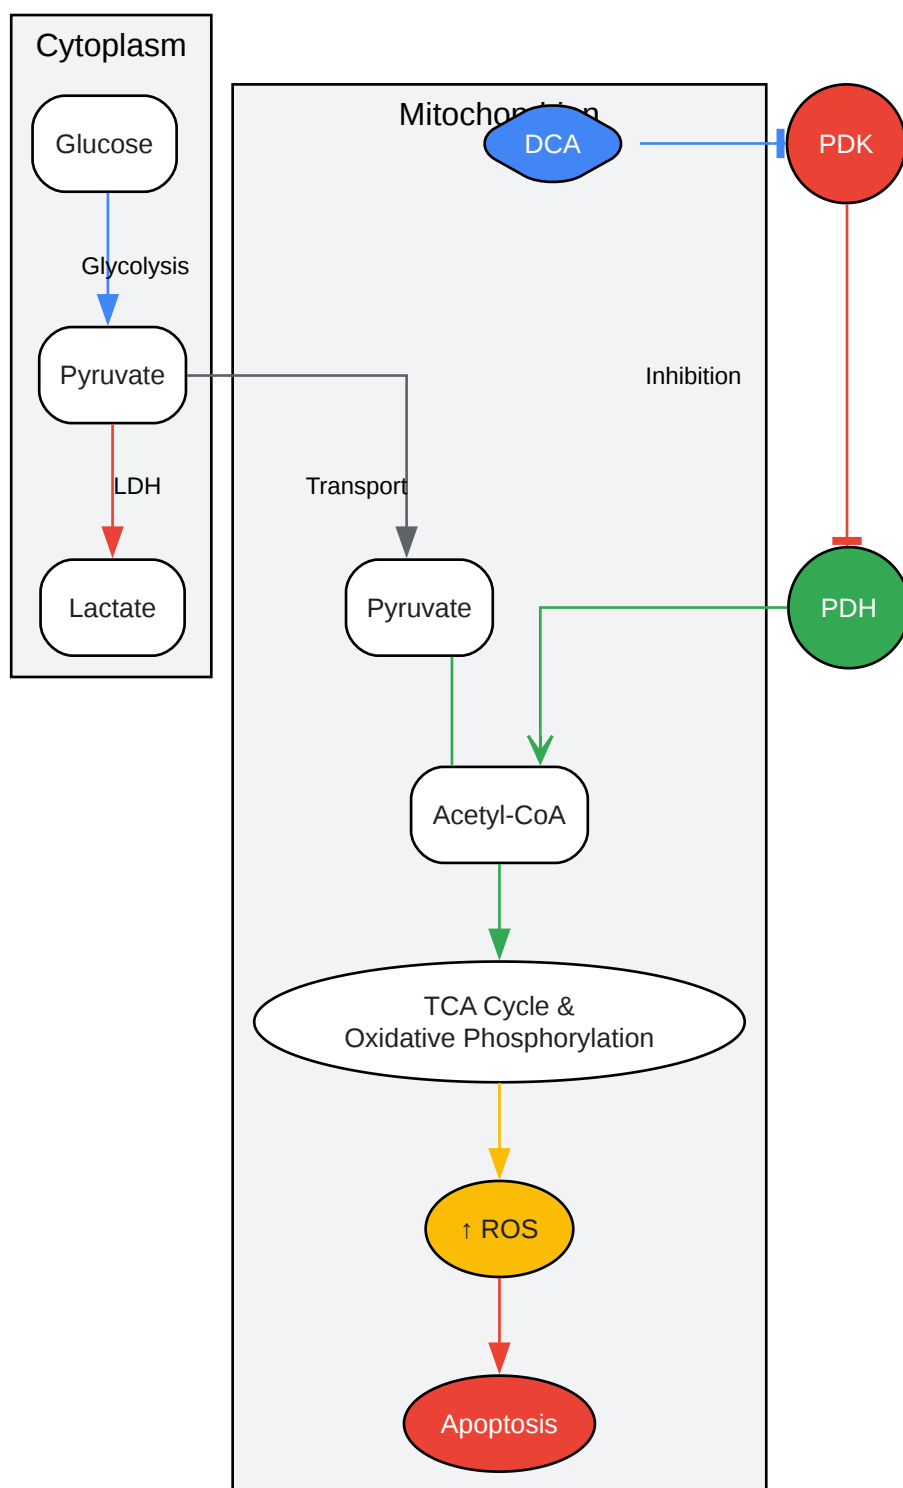 Cytoplasm
Glucose
Glycolysis
Pyruvate
LDH
Lactate
Mitochondrion
DCA
PDK
Inhibition
Transport
Pyruvate
PDH
Acetyl-CoA
TCA Cycle &
Oxidative Phosphorylation
↑ ROS
Apoptosis